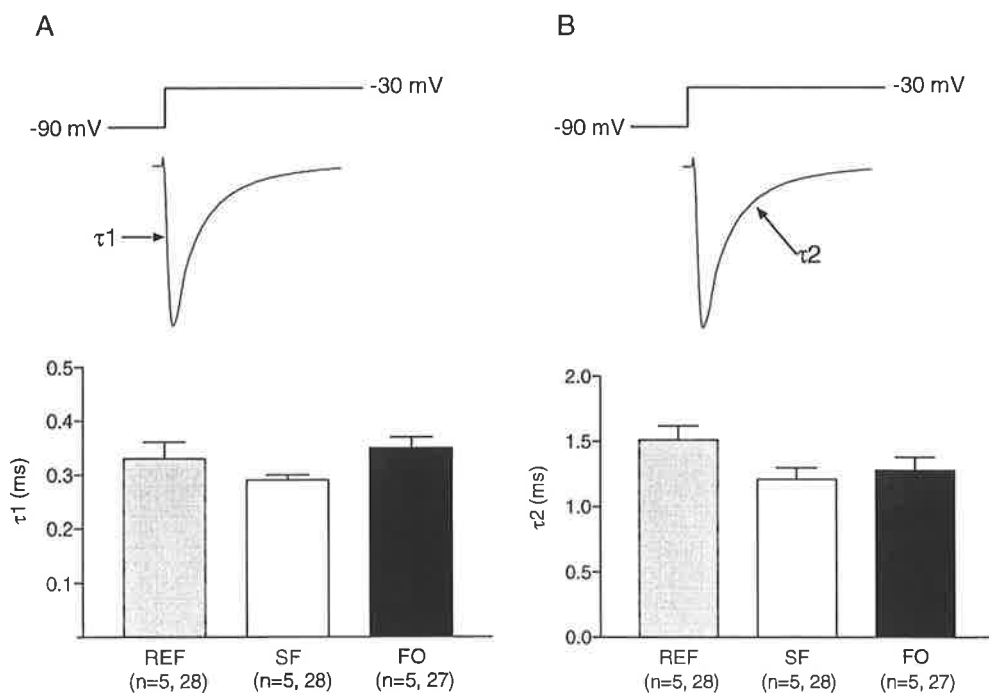 A
-30 mV
-90 mV
τ1
0.5
0.4
0.3
0.2
0.1
τ1 (ms)
REF
(n=5, 28)
SF
(n=5, 28)
FO
(n=5, 27)
B
-30 mV
-90 mV
τ2
2.0
1.5
1.0
0.5
0.0
τ2 (ms)
REF
(n=5, 28)
SF
(n=5, 28)
FO
(n=5, 27)